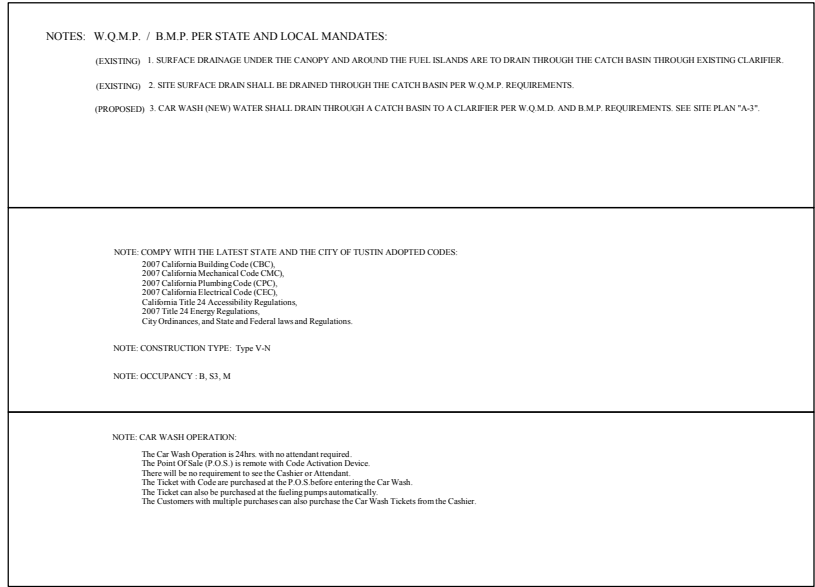 NOTES: W.Q.M.P. / B.M.P. PER STATE AND LOCAL MANDATES:
(EXISTING) 1. SURFACE DRAINAGE UNDER THE CANOPY AND AROUND THE FUEL ISLANDS ARE TO DRAIN THROUGH THE CATCH BASIN THROUGH EXISTING CLARIFIER.
(EXISTING) 2. SITE SURFACE DRAIN SHALL BE DRAINED THROUGH THE CATCH BASIN PER W.Q.M.P. REQUIREMENTS.
(PROPOSED) 3. CAR WASH (NEW) WATER SHALL DRAIN THROUGH A CATCH BASIN TO A CLARIFIER PER W.Q.M.D. AND B.M.P. REQUIREMENTS. SEE SITE PLAN "A-3".
NOTE: COMPY WITH THE LATEST STATE AND THE CITY OF TUSTIN ADOPTED CODES:
2007 California Building Code (CBC),
2007 California Mechanical Code CMC),
2007 California Plumbing Code (CPC),
2007 California Electrical Code (CEC),
California Title 24 Accessibility Regulations,
2007 Title 24 Energy Regulations,
City Ordinances, and State and Federal laws and Regulations.
NOTE: CONSTRUCTION TYPE: Type V-N
NOTE: OCCUPANCY : B, S3, M
NOTE: CAR WASH OPERATION:
The Car Wash Operation is 24hrs. with no attendant required.
The Point Of Sale (P.O.S.) is remote with Code Activation Device.
There will be no requirement to see the Cashier or Attendant.
The Ticket with Code are purchased at the P.O.S.before entering the Car Wash.
The Ticket can also be purchased at the fueling pumps automatically.
The Customers with multiple purchases can also purchase the Car Wash Tickets from the Cashier.